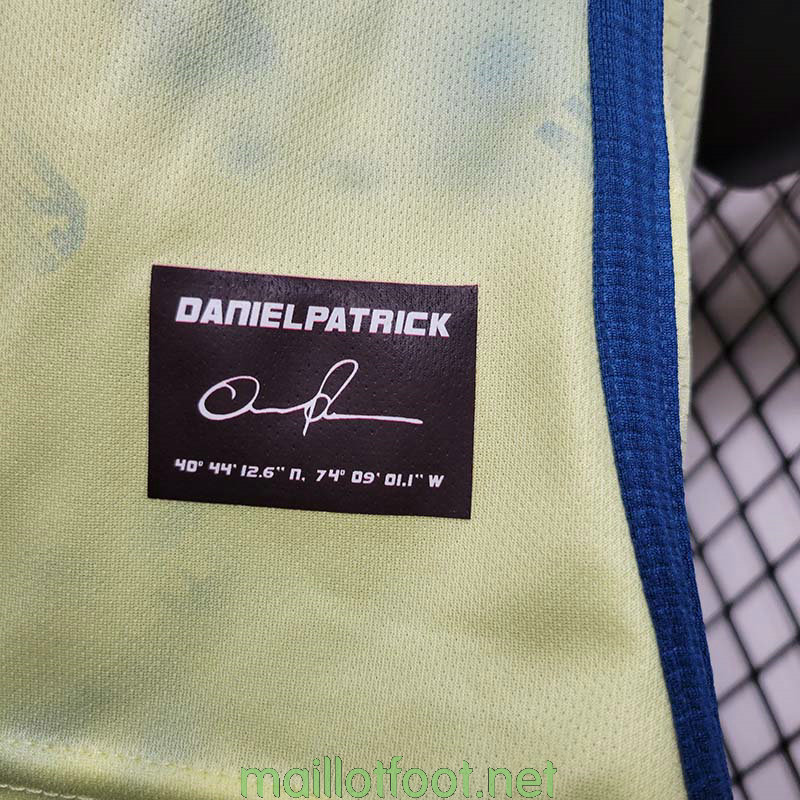 DANIELPATRICK
40° 44' 12.6" N, 74° 09' 01.1" W
maillotfoot.net